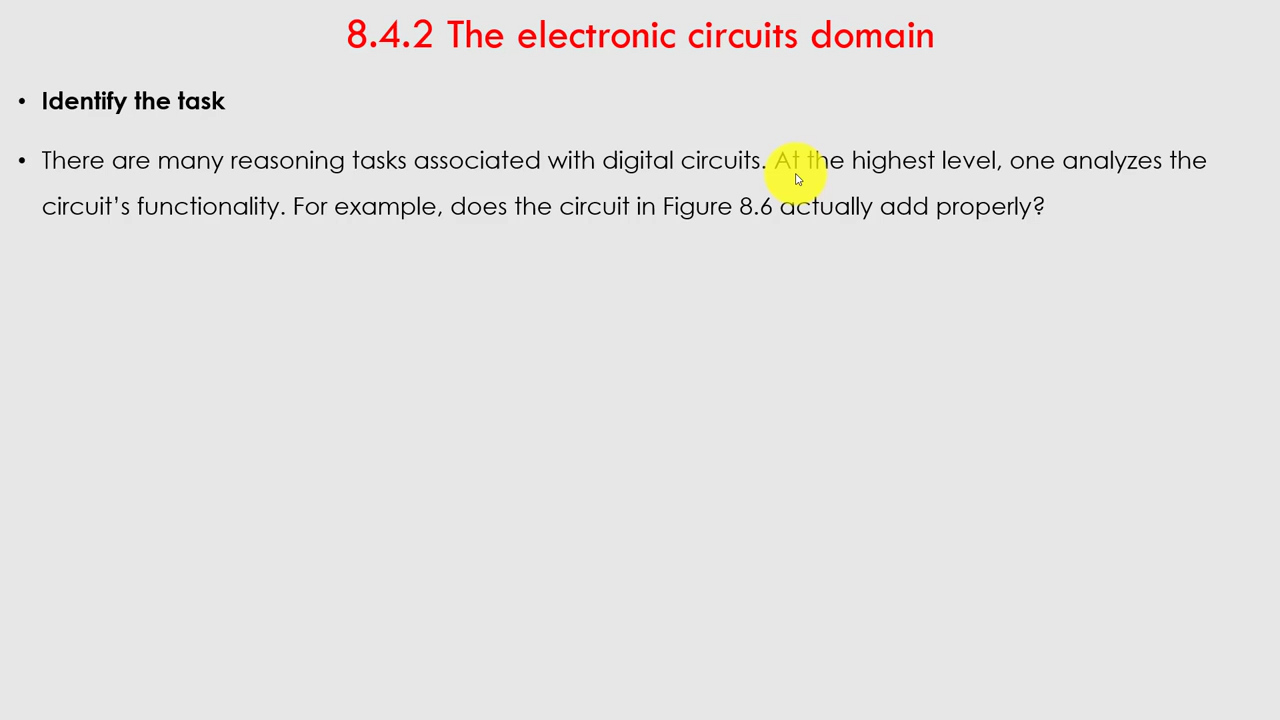 8.4.2 The electronic circuits domain
• Identify the task
• There are many reasoning tasks associated with digital circuits. At the highest level, one analyzes the
circuit’s functionality. For example, does the circuit in Figure 8.6 actually add properly?